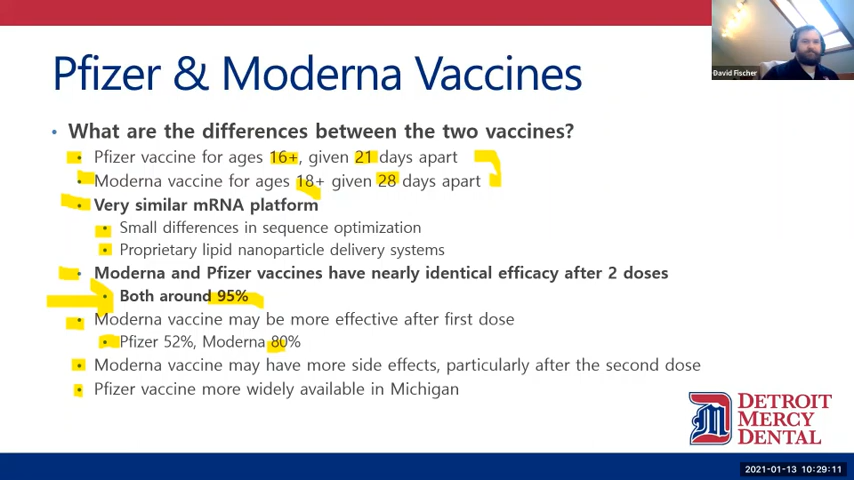 David Fischer
Pfizer & Moderna Vaccines
• What are the differences between the two vaccines?
• Pfizer vaccine for ages 16+, given 21 days apart
• Moderna vaccine for ages 18+ given 28 days apart
• Very similar mRNA platform
• Small differences in sequence optimization
• Proprietary lipid nanoparticle delivery systems
• Moderna and Pfizer vaccines have nearly identical efficacy after 2 doses
• Both around 95%
• Moderna vaccine may be more effective after first dose
• Pfizer 52%, Moderna 80%
• Moderna vaccine may have more side effects, particularly after the second dose
• Pfizer vaccine more widely available in Michigan
DETROIT
MERCY
DENTAL
2021-01-13 10:29:11